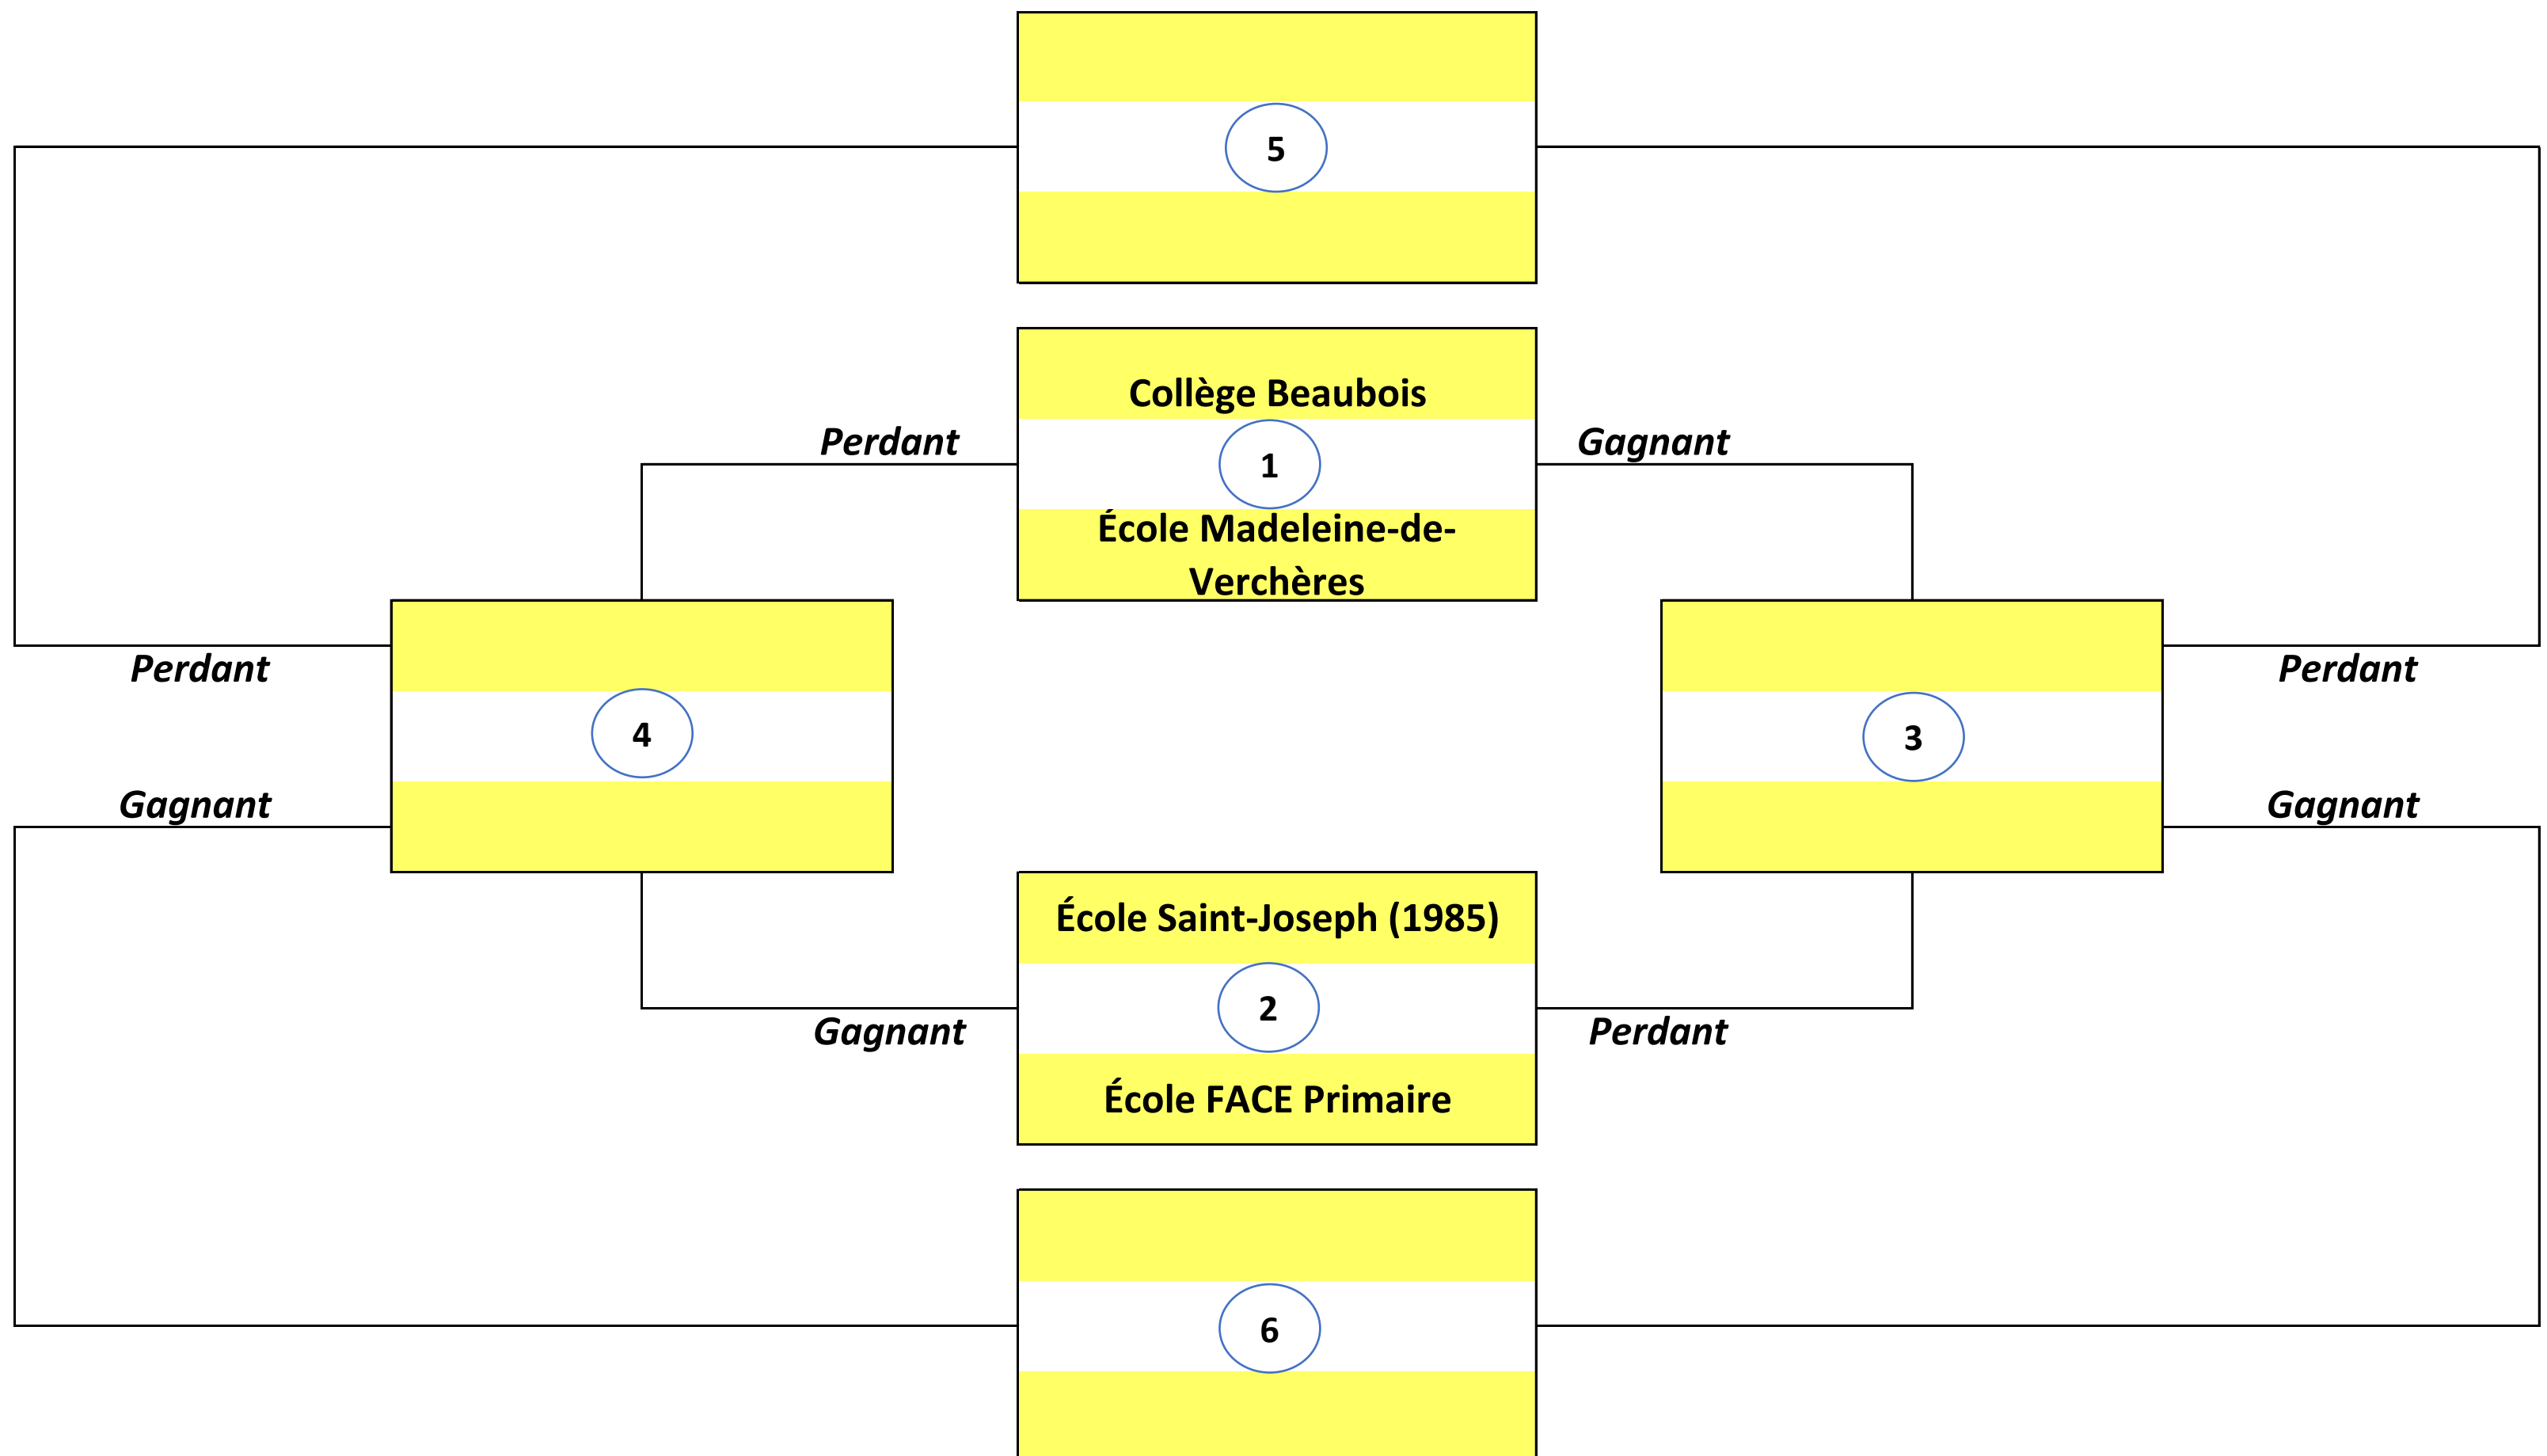 5
Collège Beaubois
Perdant
1
Gagnant
École Madeleine-de-
Verchères
Perdant
Perdant
4
3
Gagnant
Gagnant
École Saint-Joseph (1985)
2
Gagnant
Perdant
École FACE Primaire
6